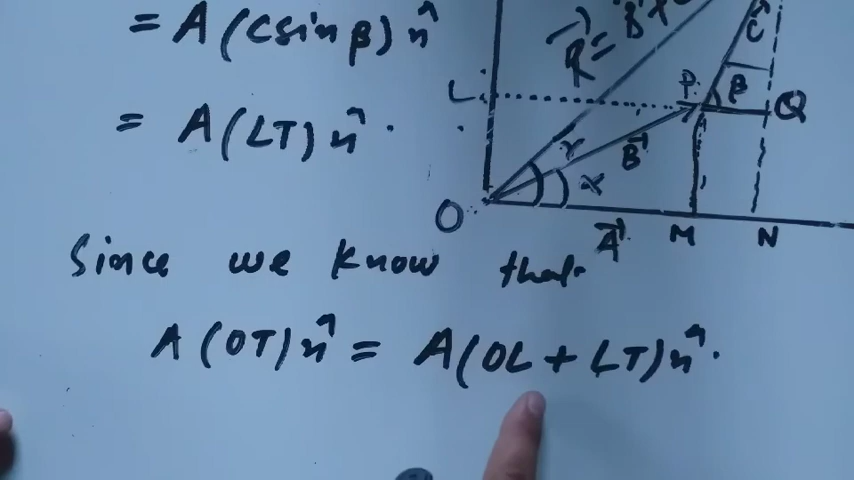 = A (C sin β) n̂
= A (LT) n̂.
R⃗ = B⃗ +
C⃗
L
P
β
Q
γ
B⃗
α
O
A⃗
M
N
Since we know that
A (OT) n̂ = A (OL + LT) n̂.